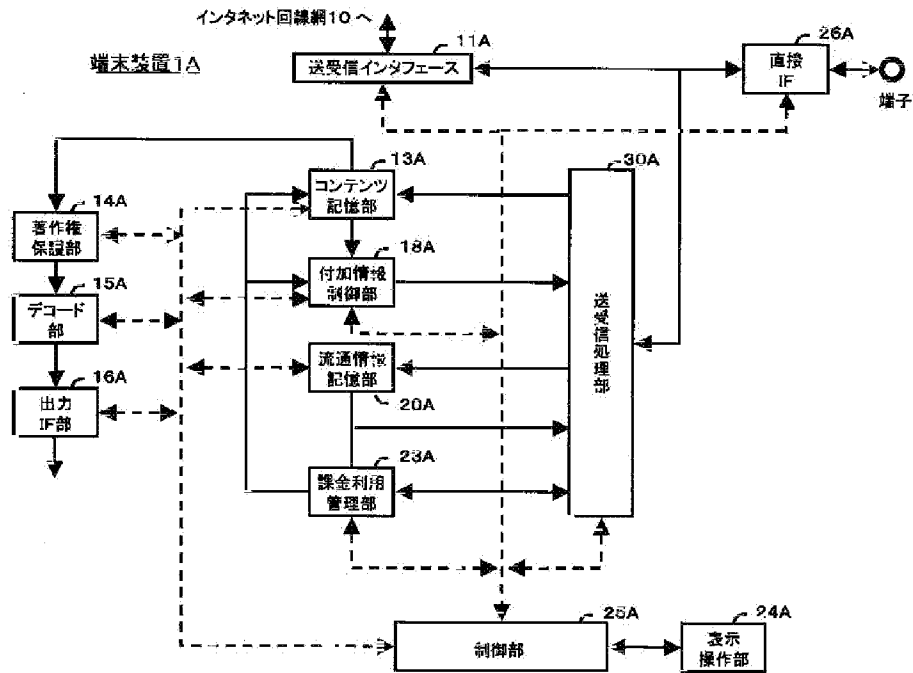 インタネット回線網10へ
端末装置1A
11A
送受信インタフェース
26A
直接
IF
端子
13A
コンテンツ
記憶部
30A
送受信処理部
14A
著作権
保護部
18A
付加情報
制御部
15A
デコード
部
流通情報
記憶部
20A
16A
出力
IF部
23A
課金利用
管理部
25A
制御部
24A
表示
操作部